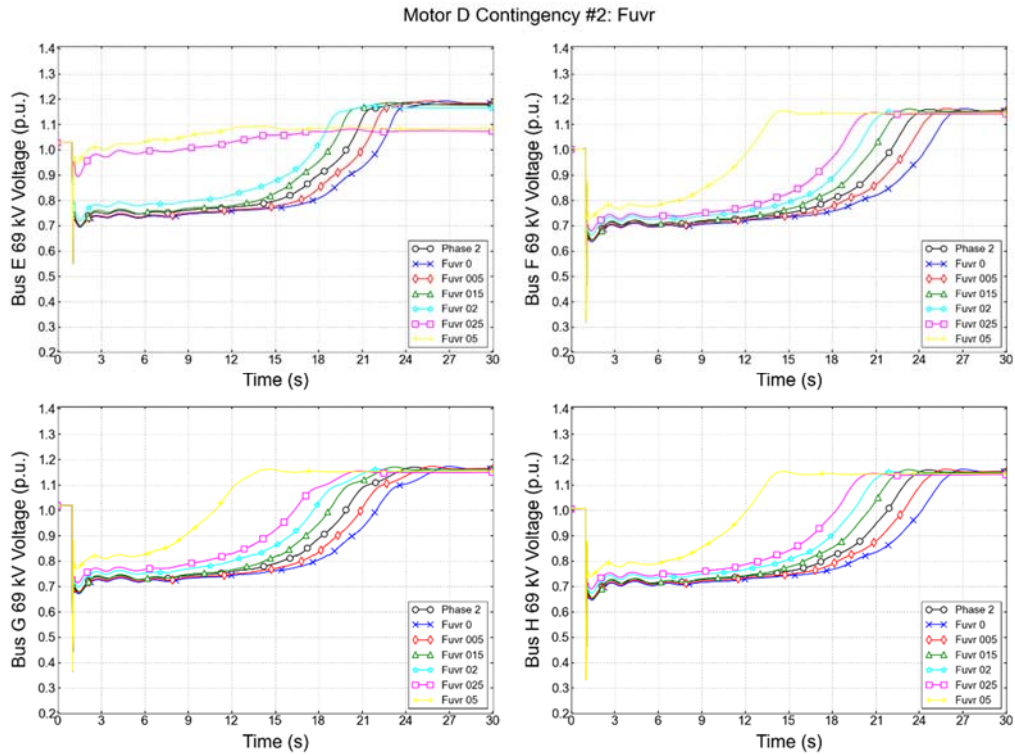 Motor D Contingency #2: Fuvr
Bus E 69 kV Voltage (p.u.)
1.4
1.3
1.2
1.1
1.0
0.9
0.8
0.7
0.6
0.5
0.4
0.3
0.2
0 3 6 9 12 15 18 21 24 27 30
Time (s)
Phase 2
Fuvr 0
Fuvr 005
Fuvr 015
Fuvr 02
Fuvr 025
Fuvr 05
Bus F 69 kV Voltage (p.u.)
1.4
1.3
1.2
1.1
1.0
0.9
0.8
0.7
0.6
0.5
0.4
0.3
0.2
0 3 6 9 12 15 18 21 24 27 30
Time (s)
Phase 2
Fuvr 0
Fuvr 005
Fuvr 015
Fuvr 02
Fuvr 025
Fuvr 05
Bus G 69 kV Voltage (p.u.)
1.4
1.3
1.2
1.1
1.0
0.9
0.8
0.7
0.6
0.5
0.4
0.3
0.2
0 3 6 9 12 15 18 21 24 27 30
Time (s)
Phase 2
Fuvr 0
Fuvr 005
Fuvr 015
Fuvr 02
Fuvr 025
Fuvr 05
Bus H 69 kV Voltage (p.u.)
1.4
1.3
1.2
1.1
1.0
0.9
0.8
0.7
0.6
0.5
0.4
0.3
0.2
0 3 6 9 12 15 18 21 24 27 30
Time (s)
Phase 2
Fuvr 0
Fuvr 005
Fuvr 015
Fuvr 02
Fuvr 025
Fuvr 05